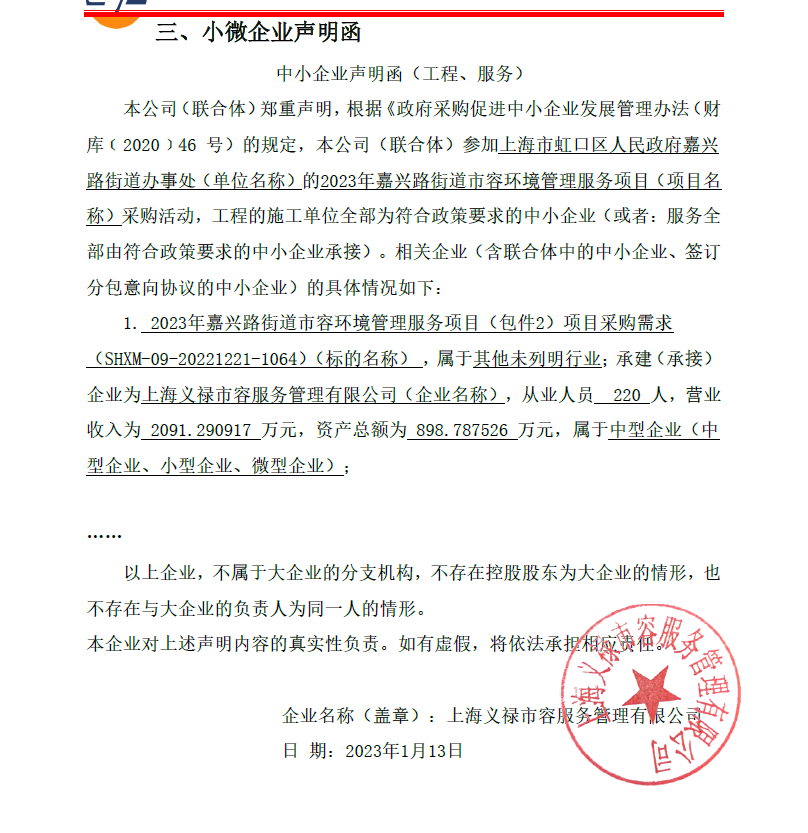 三、小微企业声明函
中小企业声明函（工程、服务）
本公司（联合体）郑重声明，根据《政府采购促进中小企业发展管理办法（财
库﹝2020﹞46 号）的规定，本公司（联合体）参加上海市虹口区人民政府嘉兴
路街道办事处（单位名称）的2023年嘉兴路街道市容环境管理服务项目（项目名
称）采购活动，工程的施工单位全部为符合政策要求的中小企业（或者：服务全
部由符合政策要求的中小企业承接）。相关企业（含联合体中的中小企业、签订
分包意向协议的中小企业）的具体情况如下：
1. 2023年嘉兴路街道市容环境管理服务项目（包件2）项目采购需求
（SHXM-09-20221221-1064）（标的名称） ，属于其他未列明行业；承建（承接）
企业为上海义禄市容服务管理有限公司（企业名称），从业人员 220 人，营业
收入为 2091.290917 万元，资产总额为 898.787526 万元，属于中型企业（中
型企业、小型企业、微型企业）；
……
以上企业，不属于大企业的分支机构，不存在控股股东为大企业的情形，也
不存在与大企业的负责人为同一人的情形。
本企业对上述声明内容的真实性负责。如有虚假，将依法承担相应责任。
企业名称（盖章）：上海义禄市容服务管理有限公司
日 期：2023年1月13日
上海义禄市容服务管理有限公司